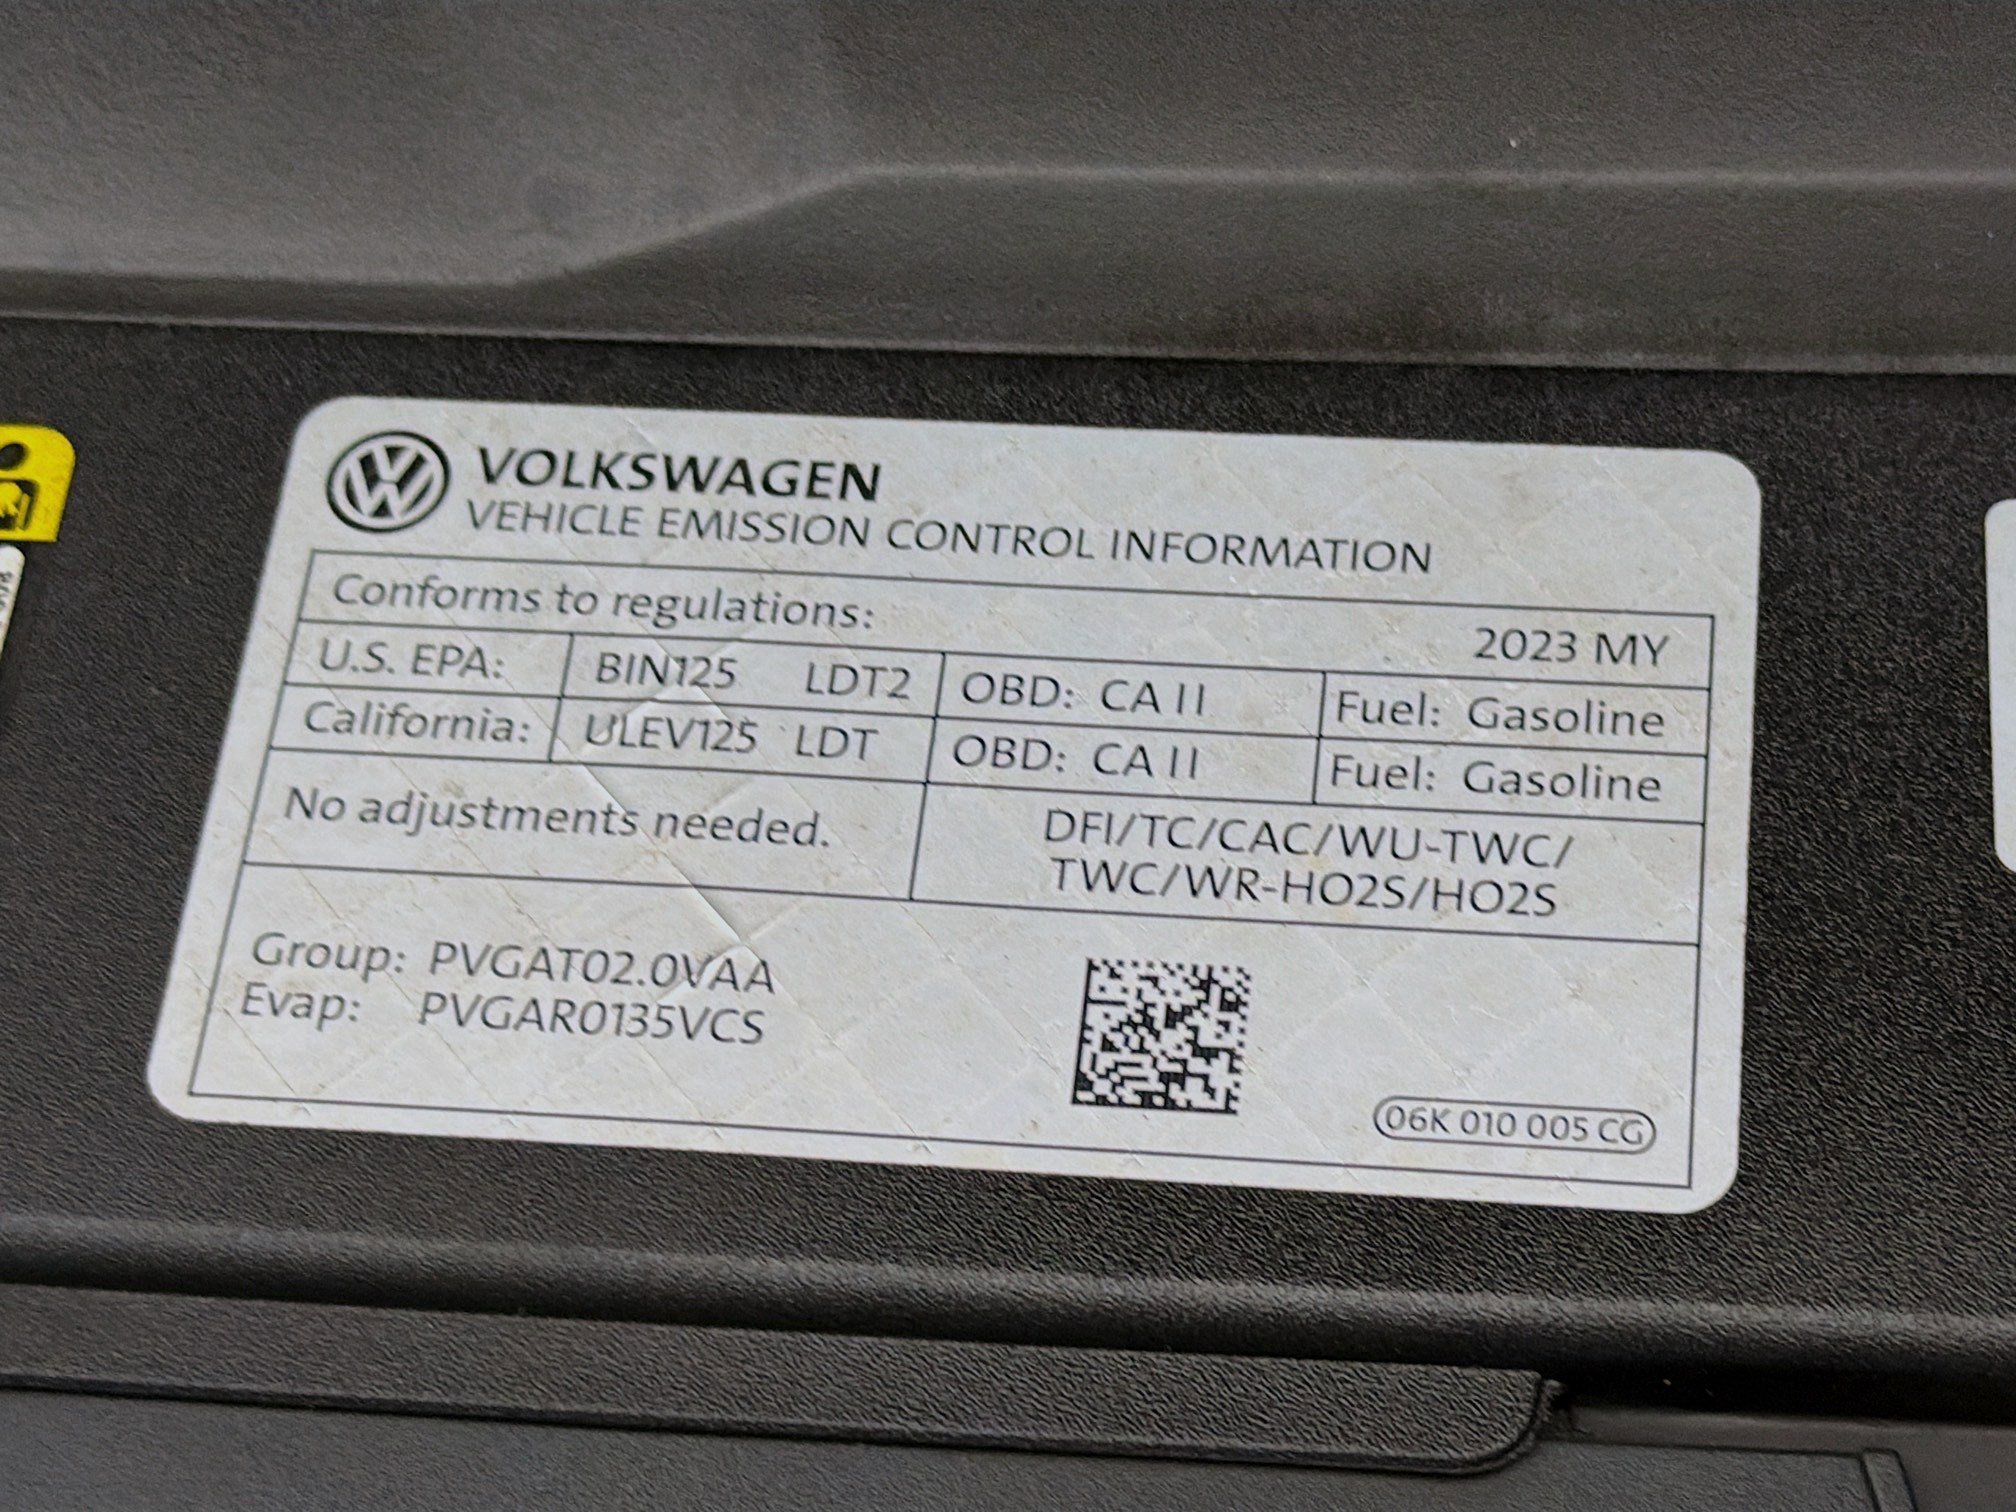 VOLKSWAGEN
VEHICLE EMISSION CONTROL INFORMATION
Conforms to regulations: 2023 MY
U.S. EPA: BIN125 LDT2 OBD: CA II Fuel: Gasoline
California: ULEV125 LDT OBD: CA II Fuel: Gasoline
No adjustments needed.
DFI/TC/CAC/WU-TWC/
TWC/WR-HO2S/HO2S
Group: PVGAT02.0VAA
Evap: PVGAR0135VCS
06K 010 005 CG